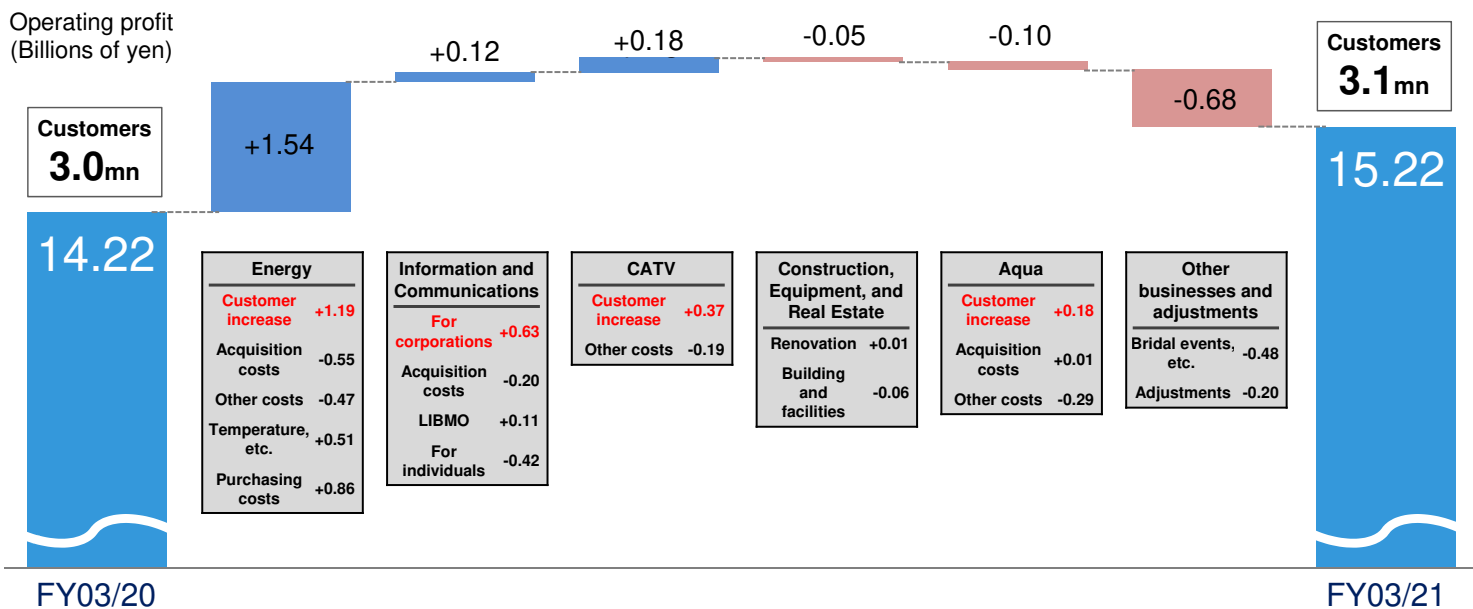 Operating profit
(Billions of yen)
+0.12
+0.18
-0.05
-0.10
Customers
3.1mn
-0.68
Customers
3.0mn
+1.54
15.22
14.22
Energy
Customer
increase
+1.19
Acquisition
costs
-0.55
Other costs -0.47
Temperature,
etc.
+0.51
Purchasing
costs
+0.86
Information and
Communications
For
corporations
+0.63
Acquisition
costs
-0.20
LIBMO +0.11
For
individuals
-0.42
CATV
Customer
increase
+0.37
Other costs -0.19
Construction,
Equipment, and
Real Estate
Renovation +0.01
Building
and
facilities
-0.06
Aqua
Customer
increase
+0.18
Acquisition
costs
+0.01
Other costs -0.29
Other
businesses and
adjustments
Bridal events,
etc.
-0.48
Adjustments -0.20
FY03/20
FY03/21